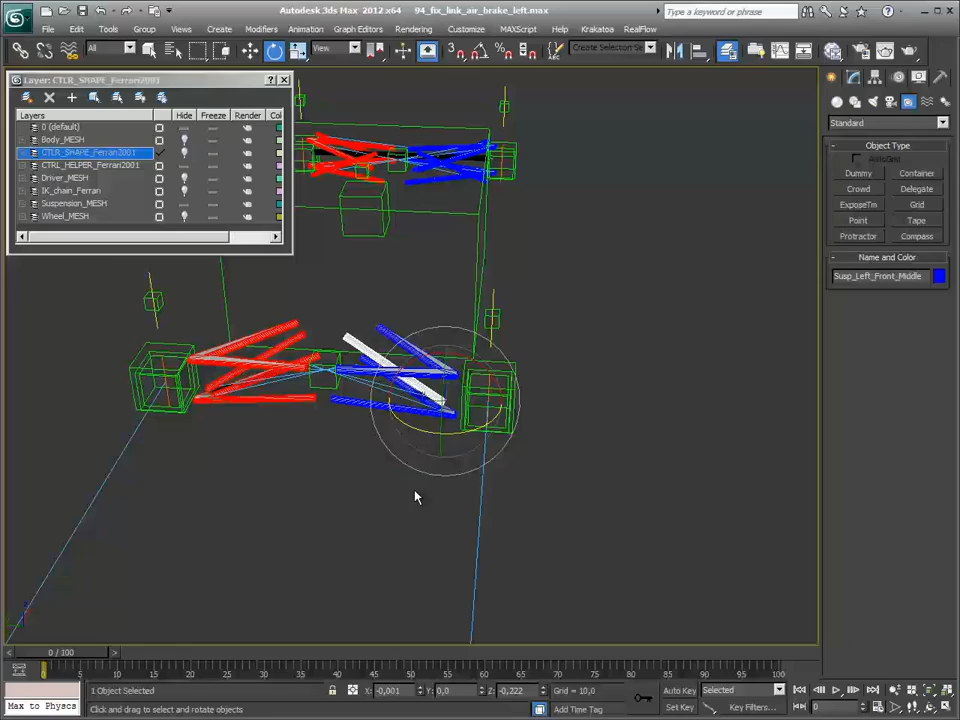 Autodesk 3ds Max 2012 x64 94_fix_link_air_brake_left.max
Type a keyword or phrase
Edit Tools Group Views Create Modifiers Animation Graph Editors Rendering Customize MAXScript Help Krakatoa RealFlow
All View 3 Create Selection Se
Layer: CTLR_SHAPE_Ferrari2001
Layers Hide Freeze Render Col
0 (default)
Body_MESH
CTLR_SHAPE_Ferrari2001
CTRL_HELPER_Ferrari2001
Driver_MESH
IK_chain_Ferrari
Suspension_MESH
Wheel_MESH
Standard
Object Type
AutoGrid
Dummy Container
Crowd Delegate
ExposeTm Grid
Point Tape
Protractor Compass
Name and Color
Susp_Left_Front_Middle
0 / 100
0 5 10 15 20 25 30 35 40 45 50 55 60 65 70 75 80 85 90 95 100
1 Object Selected X: -0,001 Y: 0,0 Z: -0,222 Grid = 10,0 Auto Key Selected
Max to Physics Click and drag to select and rotate objects Add Time Tag Set Key Key Filters... 0